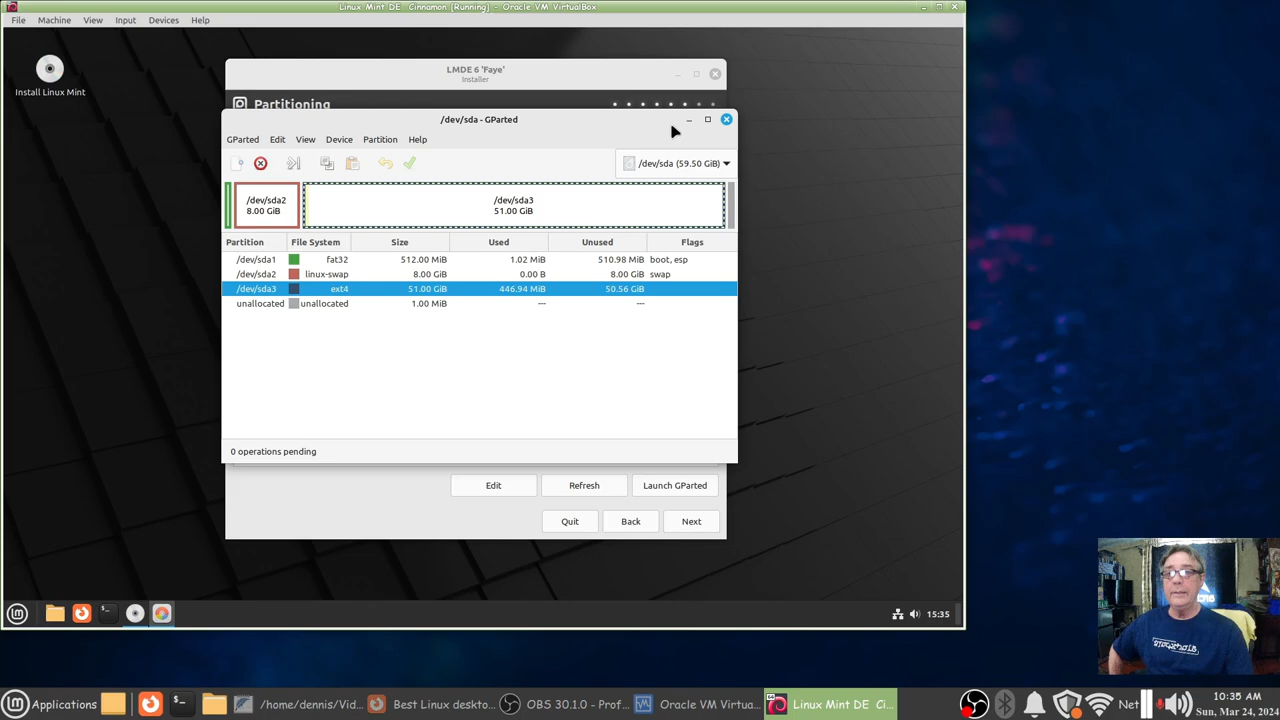 Linux Mint DE Cinnamon [Running] - Oracle VM VirtualBox
File Machine View Input Devices Help
Install Linux Mint
LMDE 6 'Faye'
Installer
Partitioning
/dev/sda - GParted
GParted Edit View Device Partition Help
/dev/sda (59.50 GiB)
/dev/sda2
8.00 GiB
/dev/sda3
51.00 GiB
Partition File System Size Used Unused Flags
/dev/sda1 fat32 512.00 MiB 1.02 MiB 510.98 MiB boot, esp
/dev/sda2 linux-swap 8.00 GiB 0.00 B 8.00 GiB swap
/dev/sda3 ext4 51.00 GiB 446.94 MiB 50.56 GiB
unallocated unallocated 1.00 MiB --- ---
0 operations pending
Edit Refresh Launch GParted
Quit Back Next
15:35
Applications /home/dennis/Vid... Best Linux deskto... OBS 30.1.0 - Prof... Oracle VM Virtua... Linux Mint DE Ci... Net 10:35 AM
Sun, Mar 24, 2024